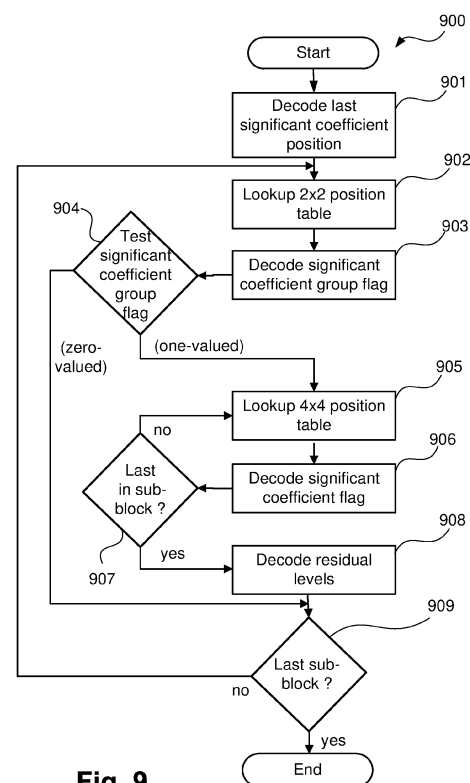 900
Start
901
Decode last
significant coefficient
position
902
Lookup 2x2 position
table
903
904
Test
significant
coefficient
group
flag
Decode significant
coefficient group flag
(zero-
valued)
(one-valued)
905
Lookup 4x4 position
table
no
906
Last
in sub-
block ?
Decode significant
coefficient flag
907
yes
908
Decode residual
levels
909
Last sub-
block ?
no
yes
End
Fig. 9